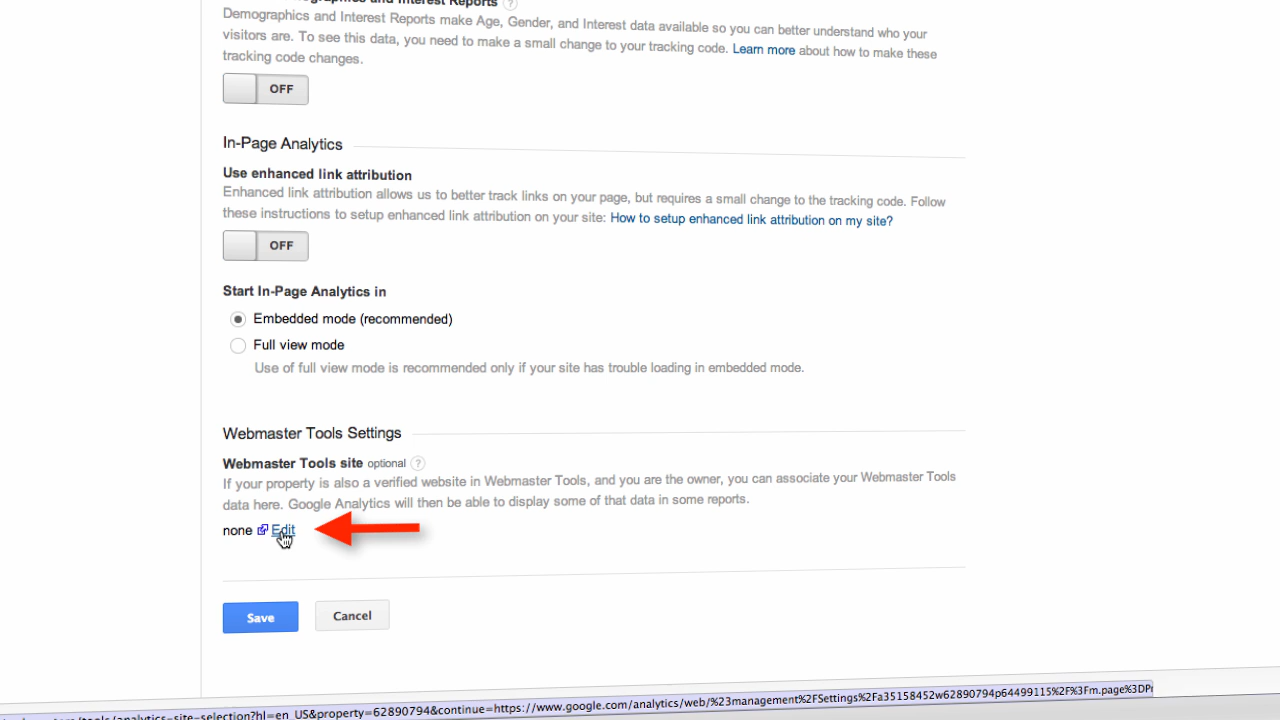 and Interest Reports ?
Demographics and Interest Reports make Age, Gender, and Interest data available so you can better understand who your
visitors are. To see this data, you need to make a small change to your tracking code. Learn more about how to make these
tracking code changes.
OFF
In-Page Analytics
Use enhanced link attribution
Enhanced link attribution allows us to better track links on your page, but requires a small change to the tracking code. Follow
these instructions to setup enhanced link attribution on your site: How to setup enhanced link attribution on my site?
OFF
Start In-Page Analytics in
Embedded mode (recommended)
Full view mode
Use of full view mode is recommended only if your site has trouble loading in embedded mode.
Webmaster Tools Settings
Webmaster Tools site optional ?
If your property is also a verified website in Webmaster Tools, and you are the owner, you can associate your Webmaster Tools
data here. Google Analytics will then be able to display some of that data in some reports.
none Edit
Save Cancel
/tools/analytics-site-selection?hl=en_US&property=62890794&continue=https://www.google.com/analytics/web/%23management%2FSettings%2Fa35158452w62890794p64499115%2F%3Fm.page%3DP